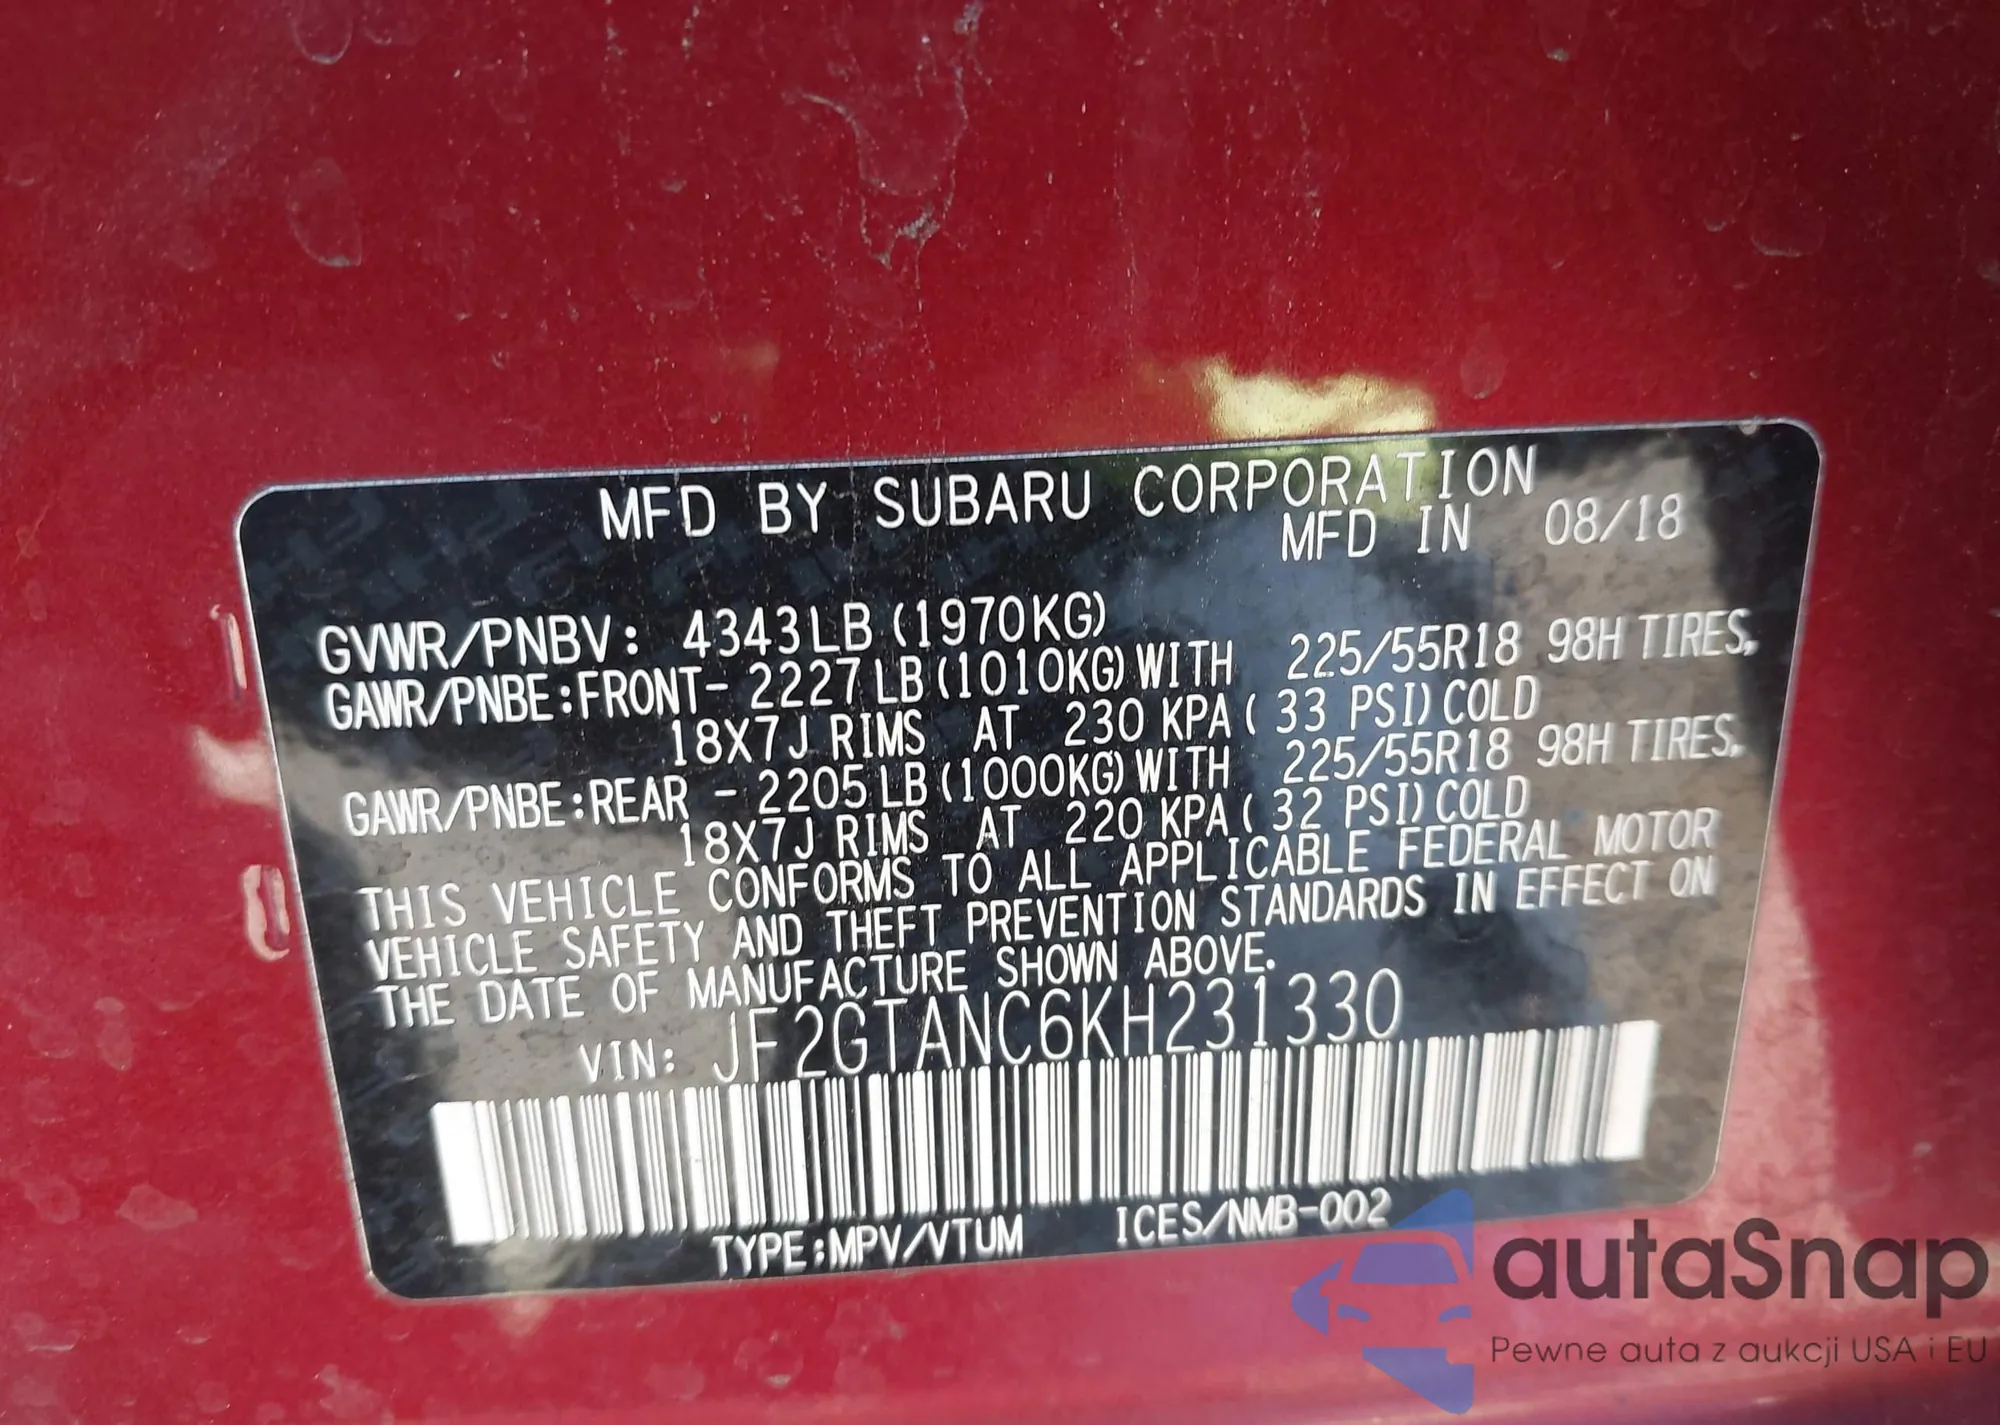 MFD BY SUBARU CORPORATION
MFD IN 08/18
GVWR/PNBV: 4343LB (1970KG)
GAWR/PNBE:FRONT- 2227LB (1010KG) WITH 225/55R18 98H TIRES,
18X7J RIMS AT 230 KPA ( 33 PSI) COLD
GAWR/PNBE:REAR - 2205LB (1000KG) WITH 225/55R18 98H TIRES,
18X7J RIMS AT 220 KPA ( 32 PSI) COLD
THIS VEHICLE CONFORMS TO ALL APPLICABLE FEDERAL MOTOR
VEHICLE SAFETY AND THEFT PREVENTION STANDARDS IN EFFECT ON
THE DATE OF MANUFACTURE SHOWN ABOVE.
VIN: JF2GTANC6KH231330
TYPE:MPV/VTUM ICES/NMB-002
autaSnap
Pewne auta z aukcji USA i EU